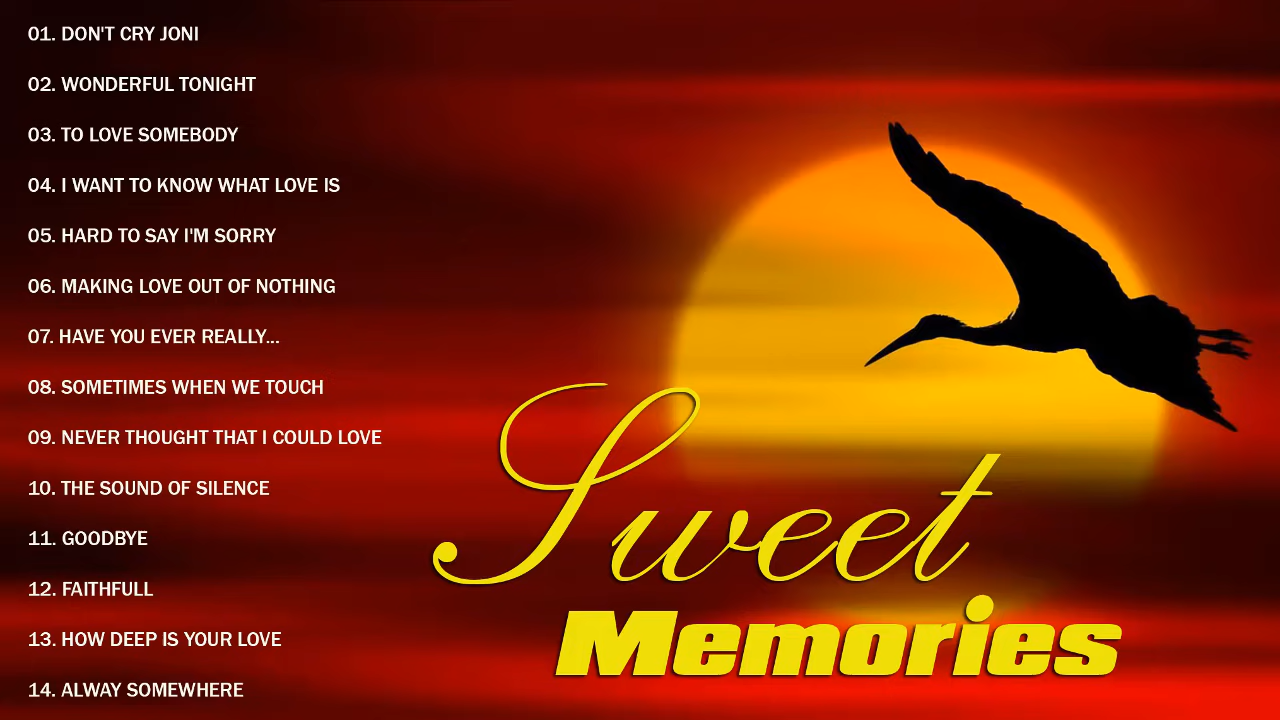 01. DON'T CRY JONI
02. WONDERFUL TONIGHT
03. TO LOVE SOMEBODY
04. I WANT TO KNOW WHAT LOVE IS
05. HARD TO SAY I'M SORRY
06. MAKING LOVE OUT OF NOTHING
07. HAVE YOU EVER REALLY...
08. SOMETIMES WHEN WE TOUCH
09. NEVER THOUGHT THAT I COULD LOVE
10. THE SOUND OF SILENCE
11. GOODBYE
12. FAITHFULL
13. HOW DEEP IS YOUR LOVE
14. ALWAY SOMEWHERE
Sweet
Memories